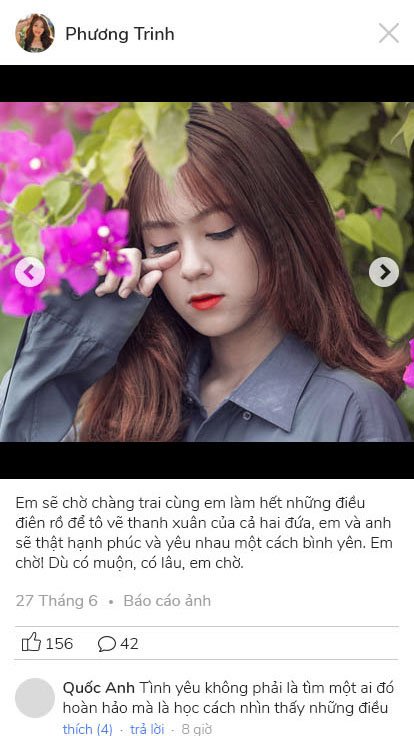 Phương Trinh
Em sẽ chờ chàng trai cùng em làm hết những điều
điên rồ để tô vẽ thanh xuân của cả hai đứa, em và anh
sẽ thật hạnh phúc và yêu nhau một cách bình yên. Em
chờ! Dù có muộn, có lâu, em chờ.
27 Tháng 6 • Báo cáo ảnh
156 42
Quốc Anh Tình yêu không phải là tìm một ai đó
hoàn hảo mà là học cách nhìn thấy những điều
thích (4) · trả lời · 8 giờ